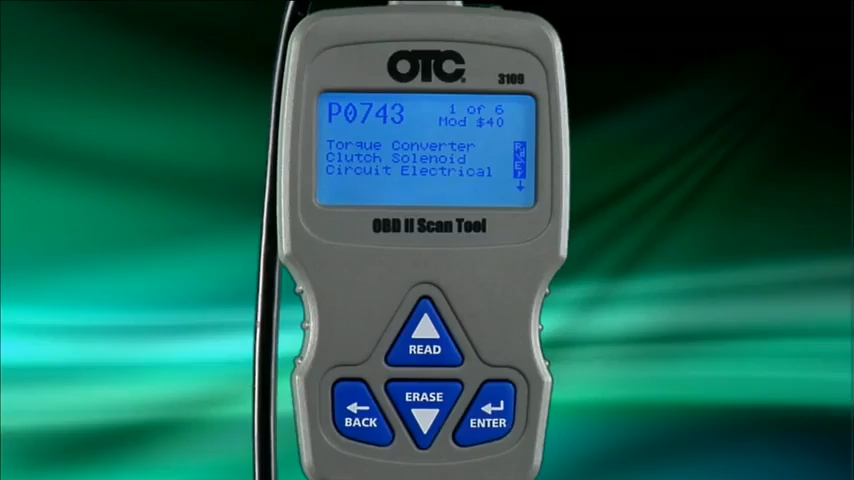 OTC
3109
P0743
1 of 6
Mod $40
Torque Converter
Clutch Solenoid
Circuit Electrical
OBD II Scan Tool
READ
ERASE
BACK
ENTER